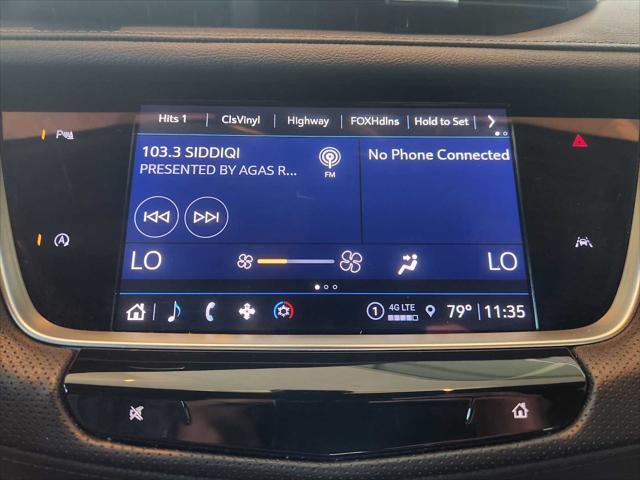 Hits 1 ClsVinyl Highway FOXHdlns Hold to Set
103.3 SIDDIQI
PRESENTED BY AGAS R...
FM
No Phone Connected
LO LO
1 4G LTE 79° 11:35